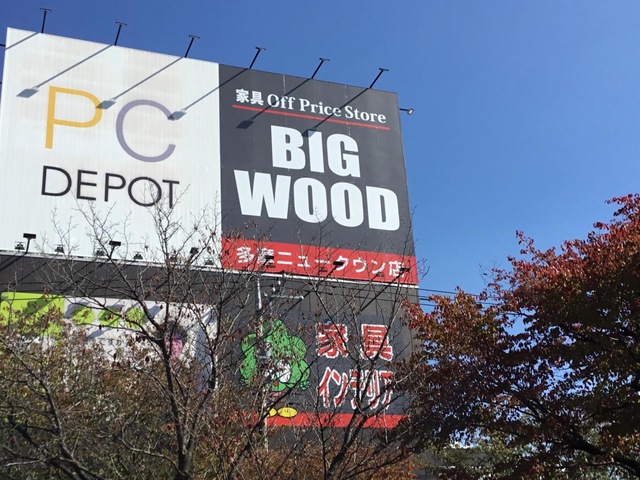 PC
DEPOT
家具 Off Price Store
BIG
WOOD
多摩ニュータウン店
家具
インテリア